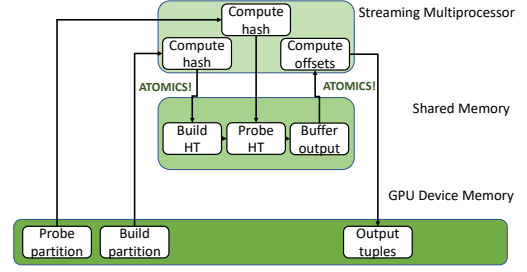 Streaming Multiprocessor
Compute
hash
Compute
hash
Compute
offsets
ATOMICS!
ATOMICS!
Shared Memory
Build
HT
Probe
HT
Buffer
output
GPU Device Memory
Probe
partition
Build
partition
Output
tuples